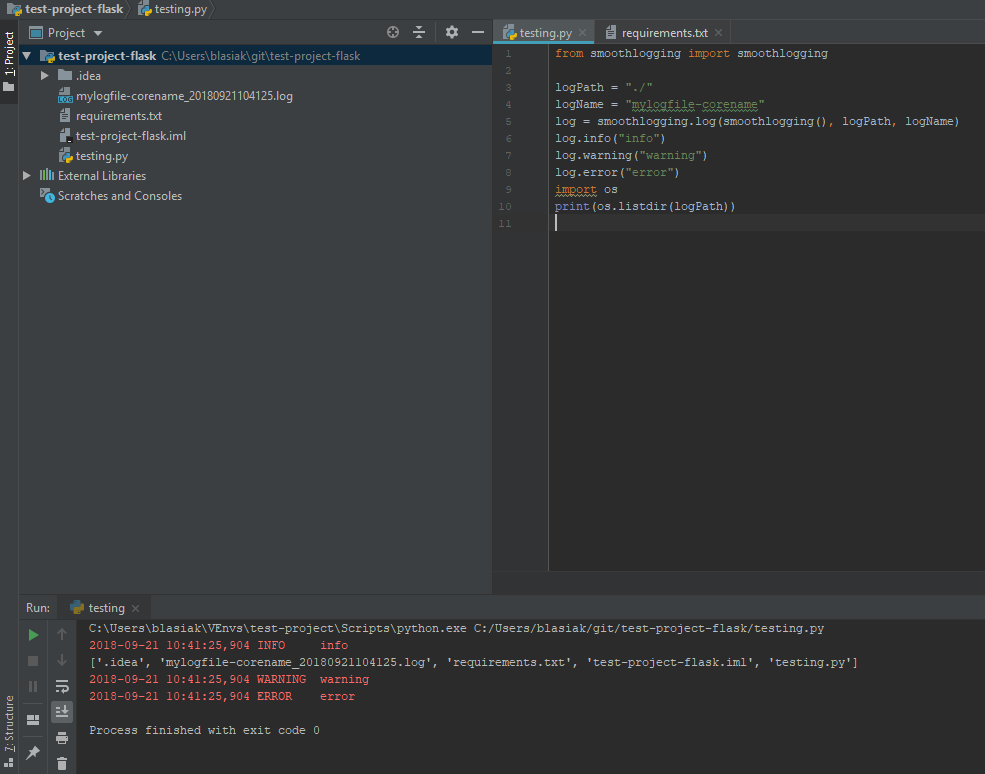 test-project-flask testing.py
1: Project
Project
test-project-flask C:\Users\blasiak\git\test-project-flask
.idea
mylogfile-corename_20180921104125.log
requirements.txt
test-project-flask.iml
testing.py
External Libraries
Scratches and Consoles
testing.py requirements.txt
1 from smoothlogging import smoothlogging
2
3 logPath = "./"
4 logName = "mylogfile-corename"
5 log = smoothlogging.log(smoothlogging(), logPath, logName)
6 log.info("info")
7 log.warning("warning")
8 log.error("error")
9 import os
10 print(os.listdir(logPath))
11
Run: testing
C:\Users\blasiak\VEnvs\test-project\Scripts\python.exe C:/Users/blasiak/git/test-project-flask/testing.py
2018-09-21 10:41:25,904 INFO info
['.idea', 'mylogfile-corename_20180921104125.log', 'requirements.txt', 'test-project-flask.iml', 'testing.py']
2018-09-21 10:41:25,904 WARNING warning
2018-09-21 10:41:25,904 ERROR error
Process finished with exit code 0
7: Structure